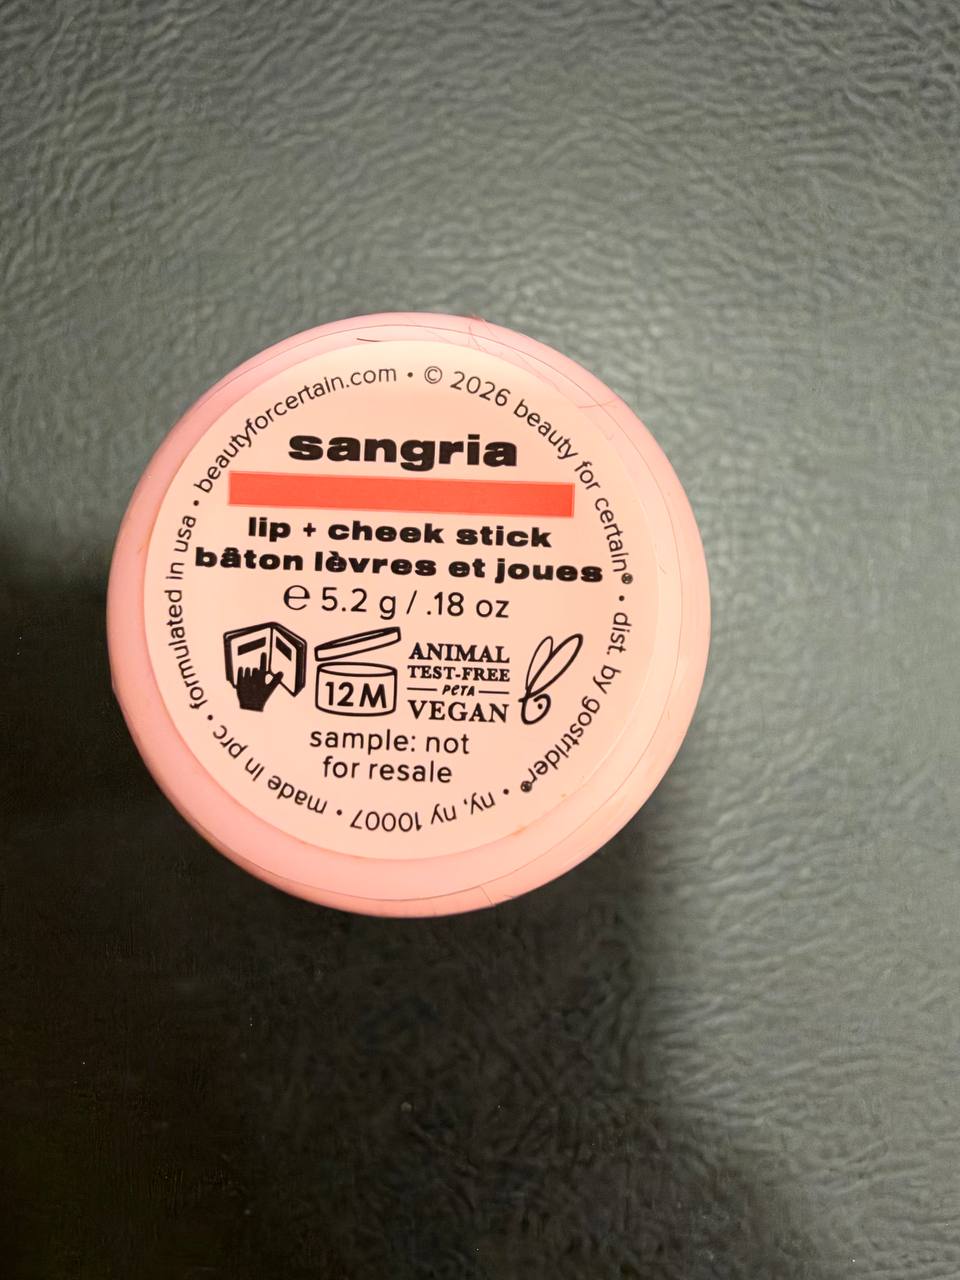 sangria
lip + cheek stick
bâton lèvres et joues
℮ 5.2 g / .18 oz
12 M
ANIMAL
TEST-FREE
PETA
VEGAN
sample: not
for resale
beautyforcertain.com • © 2026 beauty for certain® • dist. by gostrider® • ny, ny 10007 • made in prc • formulated in usa •